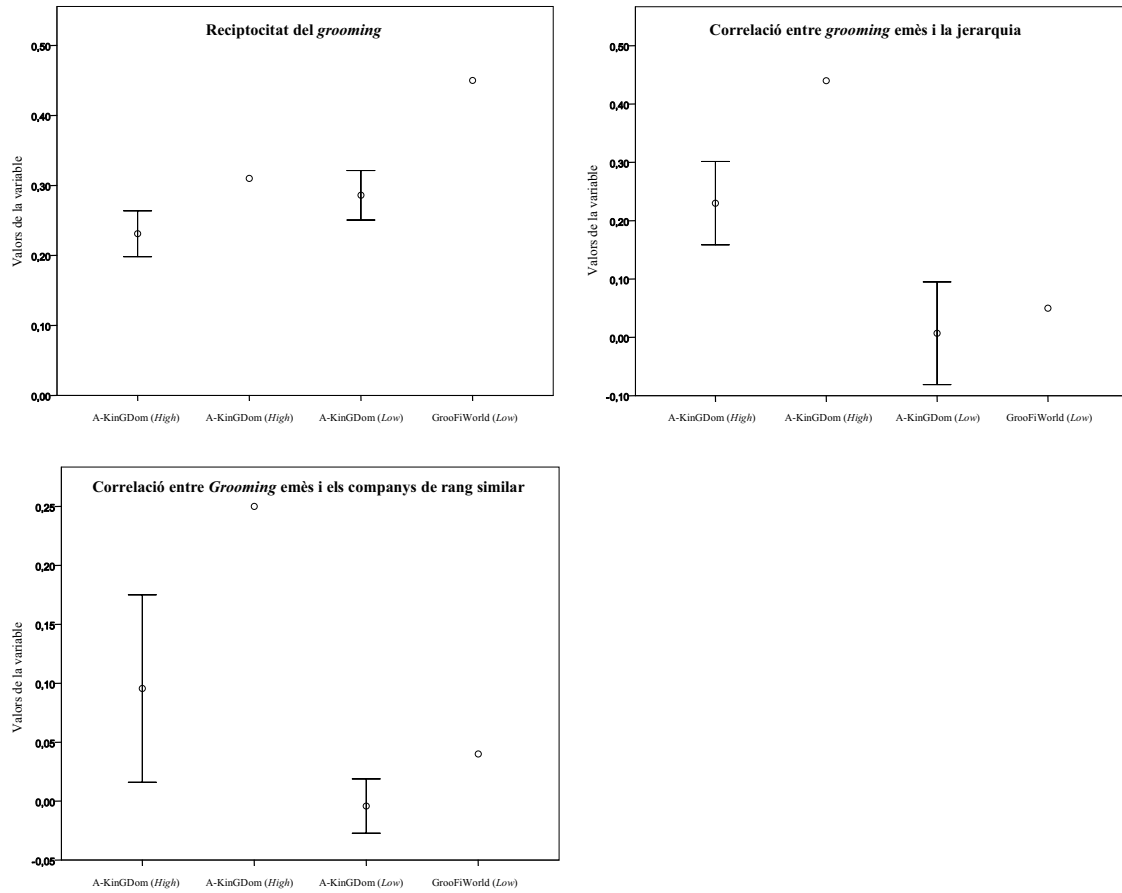 Reciptocitat del grooming
Valors de la variable
0,50
0,40
0,30
0,20
0,10
0,00
A-KinGDom (High)
A-KinGDom (High)
A-KinGDom (Low)
GrooFiWorld (Low)
Correlació entre grooming emès i la jerarquia
Valors de la variable
0,50
0,40
0,30
0,20
0,10
0,00
-0,10
A-KinGDom (High)
A-KinGDom (High)
A-KinGDom (Low)
GrooFiWorld (Low)
Correlació entre Grooming emès i els companys de rang similar
Valors de la variable
0,25
0,20
0,15
0,10
0,05
0,00
-0,05
A-KinGDom (High)
A-KinGDom (High)
A-KinGDom (Low)
GrooFiWorld (Low)